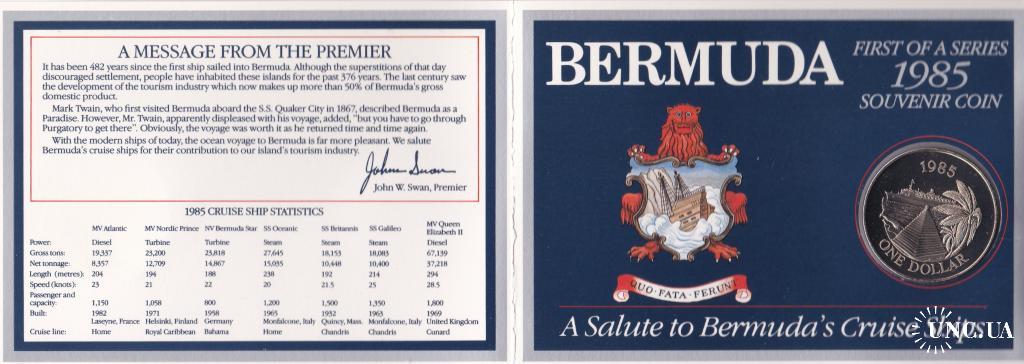 A MESSAGE FROM THE PREMIER
It has been 482 years since the first ship sailed into Bermuda. Although the superstitions of that day
discouraged settlement, people have inhabited these islands for the past 376 years. The last century saw
the development of the tourism industry which now makes up more than 50% of Bermuda's gross
domestic product.
Mark Twain, who first visited Bermuda aboard the S.S. Quaker City in 1867, described Bermuda as a
Paradise. However, Mr. Twain, apparently displeased with his voyage, added, "but you have to go through
Purgatory to get there". Obviously, the voyage was worth it as he returned time and time again.
With the modern ships of today, the ocean voyage to Bermuda is far more pleasant. We salute
Bermuda's cruise ships for their contribution to our island's tourism industry.
John Swan
John W. Swan, Premier
1985 CRUISE SHIP STATISTICS
MV Atlantic MV Nordic Prince MV Bermuda Star SS Oceanic SS Britannis SS Galileo MV Queen Elizabeth II
Power: Diesel Turbine Turbine Steam Steam Steam Diesel
Gross tons: 19,337 23,200 23,818 27,645 18,153 18,083 67,139
Net tonnage: 8,357 12,709 14,867 15,035 10,448 10,400 37,218
Length (metres): 204 194 188 238 192 214 294
Speed (knots): 23 21 22 20 21.5 25 28.5
Passenger and
capacity: 1,150 1,058 800 1,200 1,500 1,350 1,800
Built: 1982 1971 1958 1965 1932 1963 1969
Laseyne, France Helsinki, Finland Germany Monfalcone, Italy Quincy, Mass. Monfalcone, Italy United Kingdom
Cruise line: Home Royal Caribbean Bahama Home Chandris Chandris Cunard
BERMUDA
FIRST OF A SERIES
1985
SOUVENIR COIN
1985
ONE DOLLAR
QUO FATA FERUNT
A Salute to Bermuda's Cruise Ships
UNC.UA